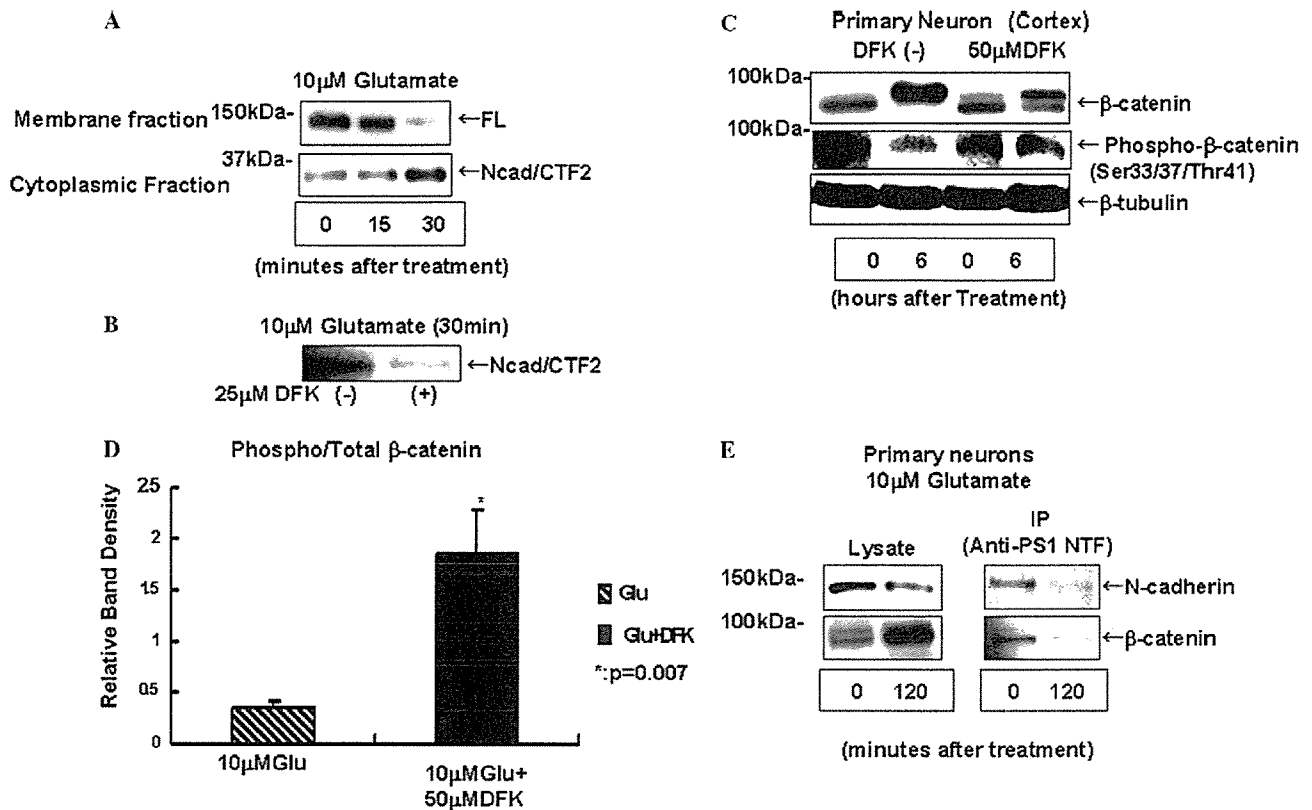 A
10μM Glutamate
Membrane fraction
150kDa-
←FL
37kDa-
Cytoplasmic Fraction
←Ncad/CTF2
0 15 30
(minutes after treatment)
B
10μM Glutamate (30min)
←Ncad/CTF2
25μM DFK (-) (+)
C
Primary Neuron (Cortex)
DFK (-) 50μMDFK
100kDa-
←β-catenin
100kDa-
←Phospho-β-catenin
(Ser33/37/Thr41)
←β-tubulin
0 6 0 6
(hours after Treatment)
D
Phospho/Total β-catenin
Relative Band Density
25
2
15
1
05
0
10μMGlu
10μMGlu+
50μMDFK
*
Glu
Glu+DFK
*:p=0.007
E
Primary neurons
10μM Glutamate
Lysate
IP
(Anti-PS1 NTF)
150kDa-
←N-cadherin
100kDa-
←β-catenin
0 120
0 120
(minutes after treatment)